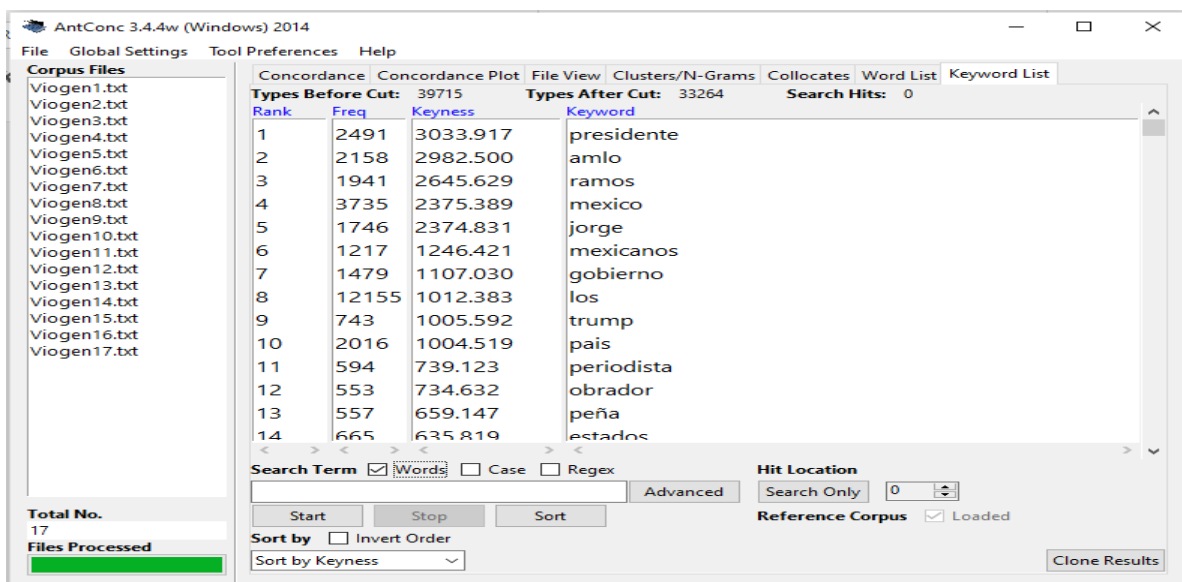 AntConc 3.4.4w (Windows) 2014
File Global Settings Tool Preferences Help
Corpus Files
Viogen1.txt
Viogen2.txt
Viogen3.txt
Viogen4.txt
Viogen5.txt
Viogen6.txt
Viogen7.txt
Viogen8.txt
Viogen9.txt
Viogen10.txt
Viogen11.txt
Viogen12.txt
Viogen13.txt
Viogen14.txt
Viogen15.txt
Viogen16.txt
Viogen17.txt
Total No.
17
Files Processed
Concordance Concordance Plot File View Clusters/N-Grams Collocates Word List Keyword List
Types Before Cut: 39715 Types After Cut: 33264 Search Hits: 0
Rank Freq Keyness Keyword
1 2491 3033.917 presidente
2 2158 2982.500 amlo
3 1941 2645.629 ramos
4 3735 2375.389 mexico
5 1746 2374.831 jorge
6 1217 1246.421 mexicanos
7 1479 1107.030 gobierno
8 12155 1012.383 los
9 743 1005.592 trump
10 2016 1004.519 pais
11 594 739.123 periodista
12 553 734.632 obrador
13 557 659.147 peña
14 665 635.819 estados
Search Term Words Case Regex Hit Location
Advanced Search Only 0
Start Stop Sort Reference Corpus Loaded
Sort by Invert Order
Sort by Keyness Clone Results